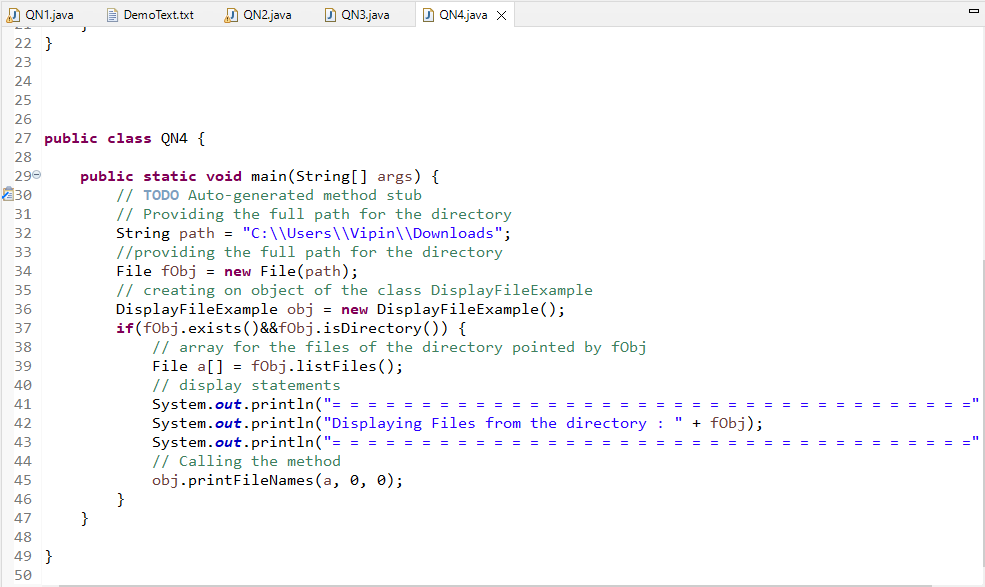 QN1.java DemoText.txt QN2.java QN3.java QN4.java
22 }
23
24
25
26
27 public class QN4 {
28
29 public static void main(String[] args) {
30 // TODO Auto-generated method stub
31 // Providing the full path for the directory
32 String path = "C:\\Users\\Vipin\\Downloads";
33 //providing the full path for the directory
34 File fObj = new File(path);
35 // creating on object of the class DisplayFileExample
36 DisplayFileExample obj = new DisplayFileExample();
37 if(fObj.exists()&&fObj.isDirectory()) {
38 // array for the files of the directory pointed by fObj
39 File a[] = fObj.listFiles();
40 // display statements
41 System.out.println("= = = = = = = = = = = = = = = = = = = = = = = = = = = = = = = = = = = ="
42 System.out.println("Displaying Files from the directory : " + fObj);
43 System.out.println("= = = = = = = = = = = = = = = = = = = = = = = = = = = = = = = = = = = ="
44 // Calling the method
45 obj.printFileNames(a, 0, 0);
46 }
47 }
48
49 }
50